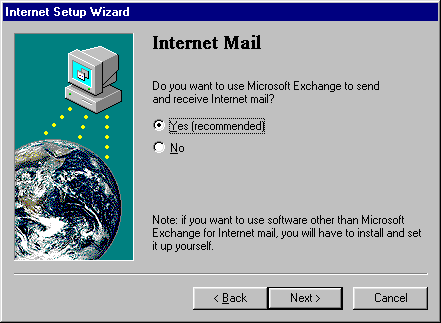 Internet Setup Wizard
Internet Mail
Do you want to use Microsoft Exchange to send
and receive Internet mail?
Yes (recommended)
No
Note: if you want to use software other than Microsoft
Exchange for Internet mail, you will have to install and set
it up yourself.
< Back Next > Cancel